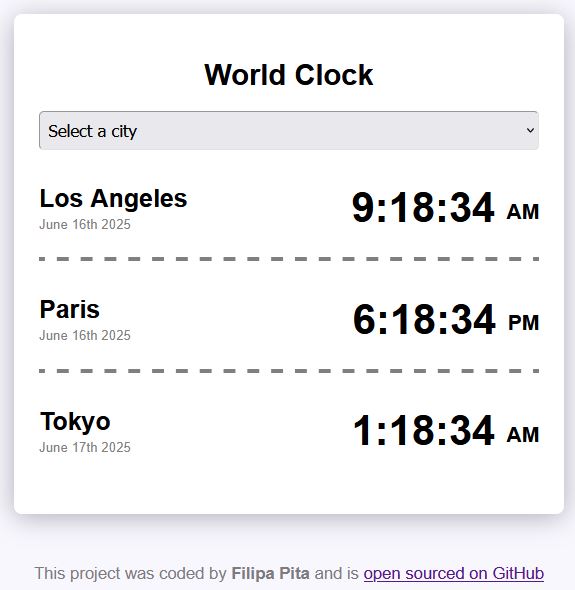 World Clock
Select a city
Los Angeles 9:18:34 AM
June 16th 2025
Paris 6:18:34 PM
June 16th 2025
Tokyo 1:18:34 AM
June 17th 2025
This project was coded by Filipa Pita and is open sourced on GitHub